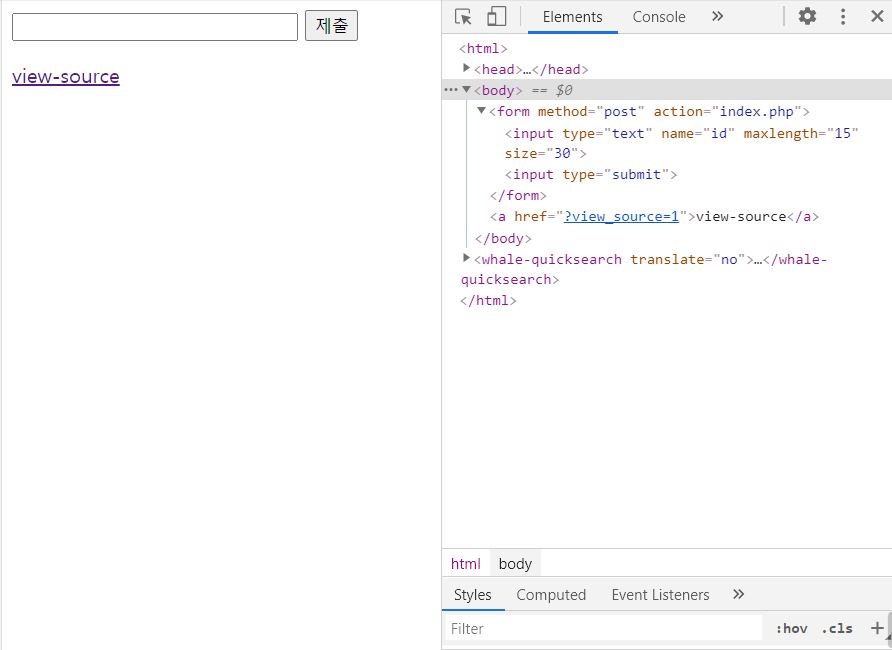 제출
view-source
Elements
Console
<html>
<head>…</head>
<body> == $0
<form method="post" action="index.php">
<input type="text" name="id" maxlength="15"
size="30">
<input type="submit">
</form>
<a href="?view_source=1">view-source</a>
</body>
<whale-quicksearch translate="no">…</whale-
quicksearch>
</html>
html body
Styles Computed Event Listeners
Filter :hov .cls